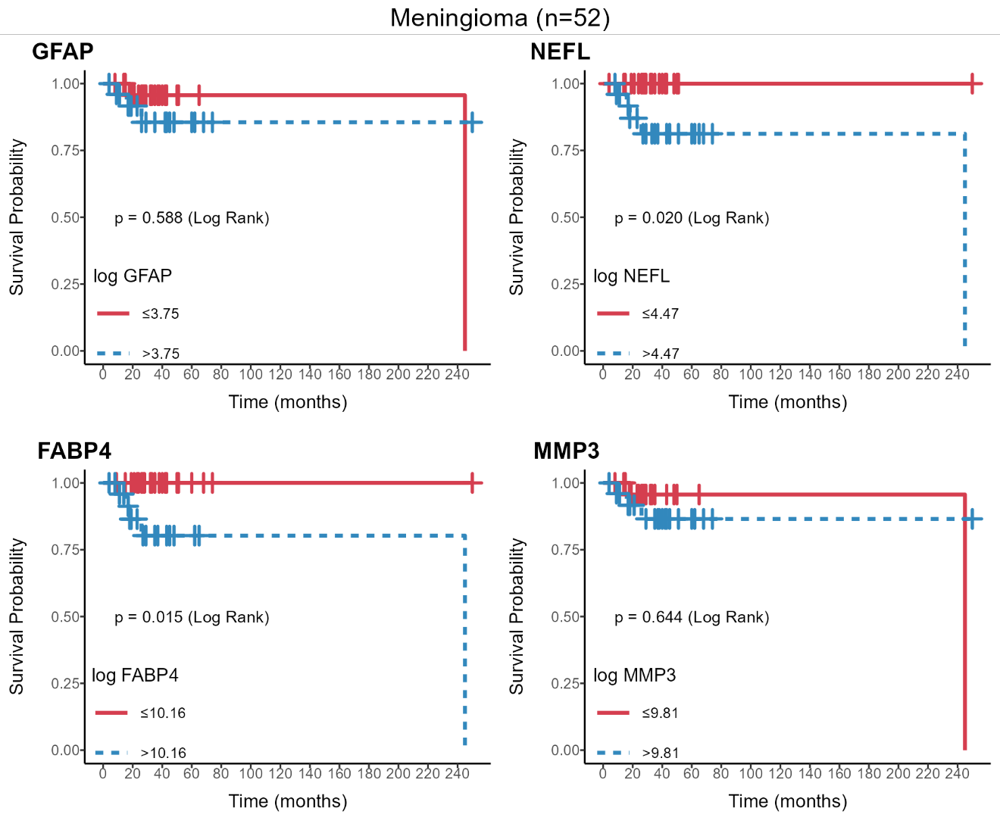 Meningioma (n=52)
GFAP
1.00
0.75
0.50
0.25
0.00
Survival Probability
p = 0.588 (Log Rank)
log GFAP
≤3.75
>3.75
0 20 40 60 80 100 120 140 160 180 200 220 240
Time (months)
NEFL
1.00
0.75
0.50
0.25
0.00
Survival Probability
p = 0.020 (Log Rank)
log NEFL
≤4.47
>4.47
0 20 40 60 80 100 120 140 160 180 200 220 240
Time (months)
FABP4
1.00
0.75
0.50
0.25
0.00
Survival Probability
p = 0.015 (Log Rank)
log FABP4
≤10.16
>10.16
0 20 40 60 80 100 120 140 160 180 200 220 240
Time (months)
MMP3
1.00
0.75
0.50
0.25
0.00
Survival Probability
p = 0.644 (Log Rank)
log MMP3
≤9.81
>9.81
0 20 40 60 80 100 120 140 160 180 200 220 240
Time (months)